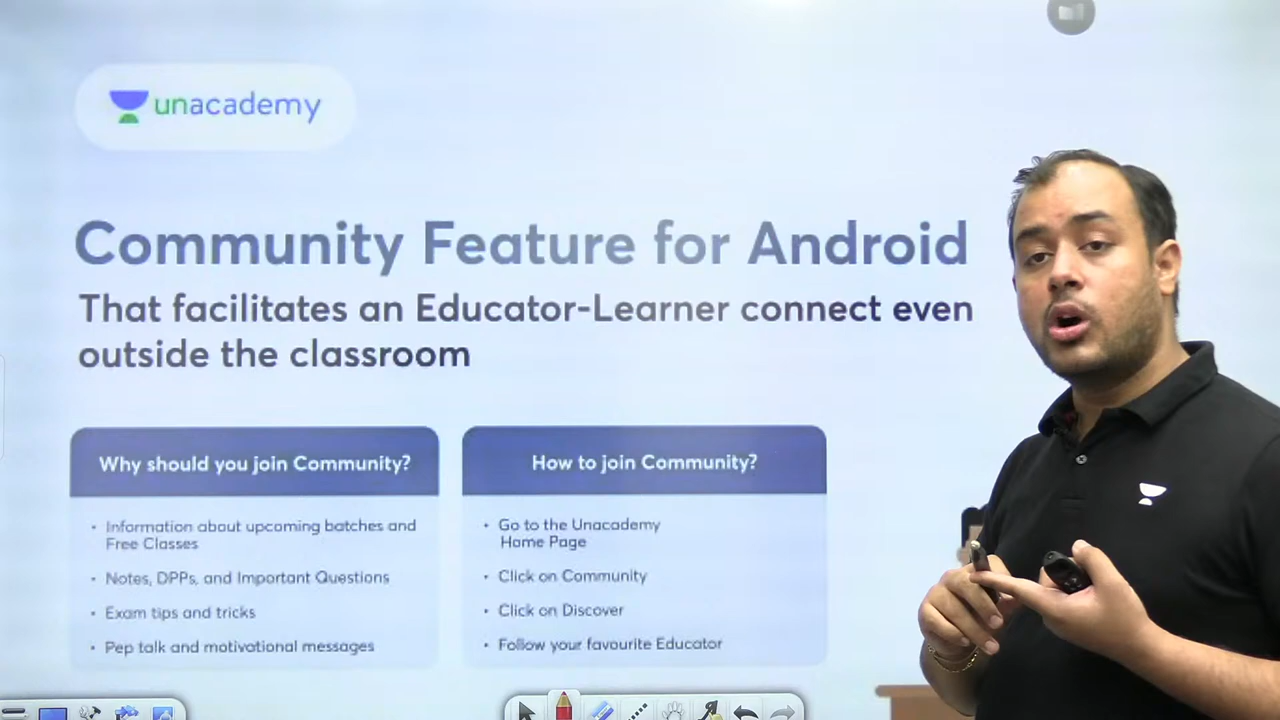 unacademy
Community Feature for Android
That facilitates an Educator-Learner connect even
outside the classroom
Why should you join Community?
• Information about upcoming batches and
Free Classes
• Notes, DPPs, and Important Questions
• Exam tips and tricks
• Pep talk and motivational messages
How to join Community?
• Go to the Unacademy
Home Page
• Click on Community
• Click on Discover
• Follow your favourite Educator